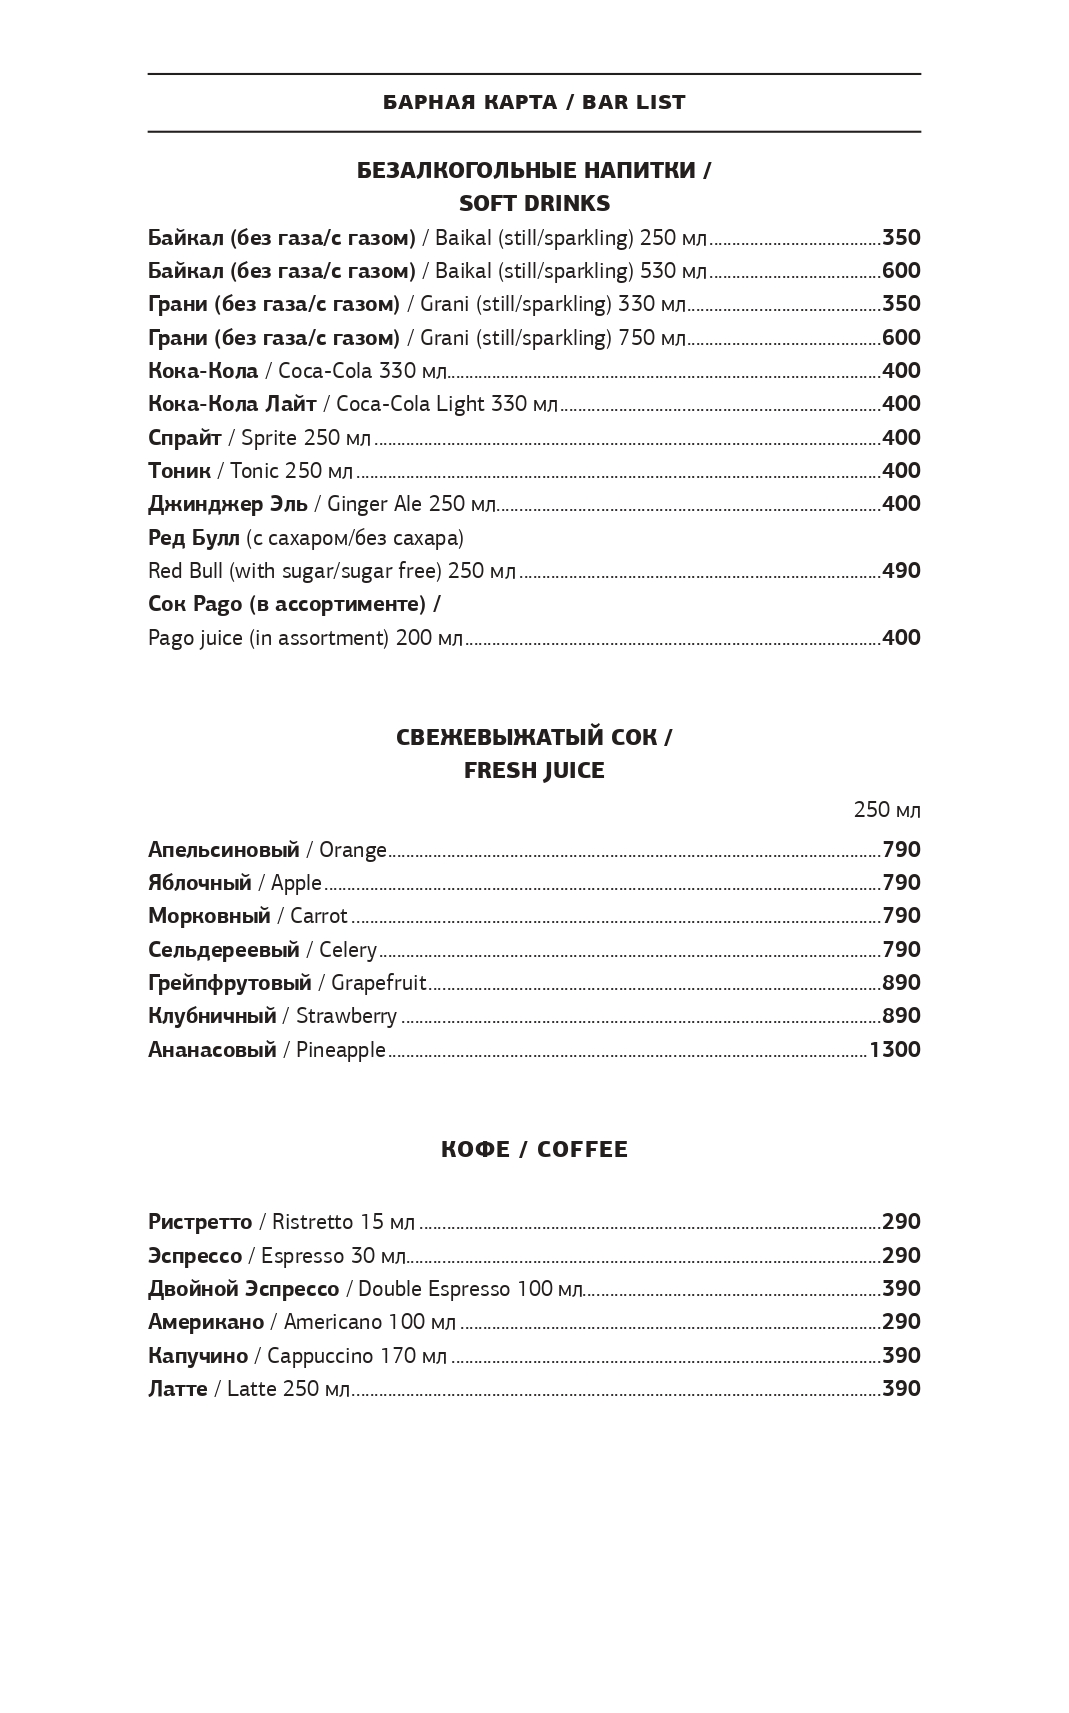 БАРНАЯ КАРТА / BAR LIST
БЕЗАЛКОГОЛЬНЫЕ НАПИТКИ /
SOFT DRINKS
Байкал (без газа/с газом) / Baikal (still/sparkling) 250 мл 350
Байкал (без газа/с газом) / Baikal (still/sparkling) 530 мл 600
Грани (без газа/с газом) / Grani (still/sparkling) 330 мл 350
Грани (без газа/с газом) / Grani (still/sparkling) 750 мл 600
Кока-Кола / Coca-Cola 330 мл 400
Кока-Кола Лайт / Coca-Cola Light 330 мл 400
Спрайт / Sprite 250 мл 400
Тоник / Tonic 250 мл 400
Джинджер Эль / Ginger Ale 250 мл 400
Ред Булл (с сахаром/без сахара)
Red Bull (with sugar/sugar free) 250 мл 490
Сок Pago (в ассортименте) /
Pago juice (in assortment) 200 мл 400
СВЕЖЕВЫЖАТЫЙ СОК /
FRESH JUICE
250 мл
Апельсиновый / Orange 790
Яблочный / Apple 790
Морковный / Carrot 790
Сельдереевый / Celery 790
Грейпфрутовый / Grapefruit 890
Клубничный / Strawberry 890
Ананасовый / Pineapple 1300
КОФЕ / COFFEE
Ристретто / Ristretto 15 мл 290
Эспрессо / Espresso 30 мл 290
Двойной Эспрессо / Double Espresso 100 мл 390
Американо / Americano 100 мл 290
Капучино / Cappuccino 170 мл 390
Латте / Latte 250 мл 390